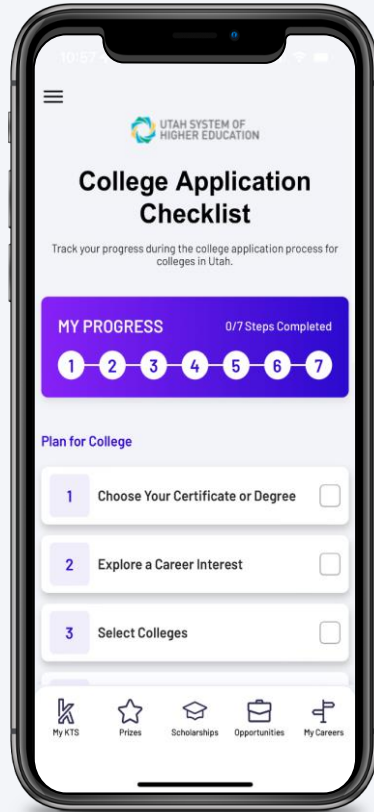 10:57
UTAH SYSTEM OF
HIGHER EDUCATION
College Application
Checklist
Track your progress during the college application process for
colleges in Utah.
MY PROGRESS 0/7 Steps Completed
1 2 3 4 5 6 7
Plan for College
1 Choose Your Certificate or Degree
2 Explore a Career Interest
3 Select Colleges
My KTS Prizes Scholarships Opportunities My Careers